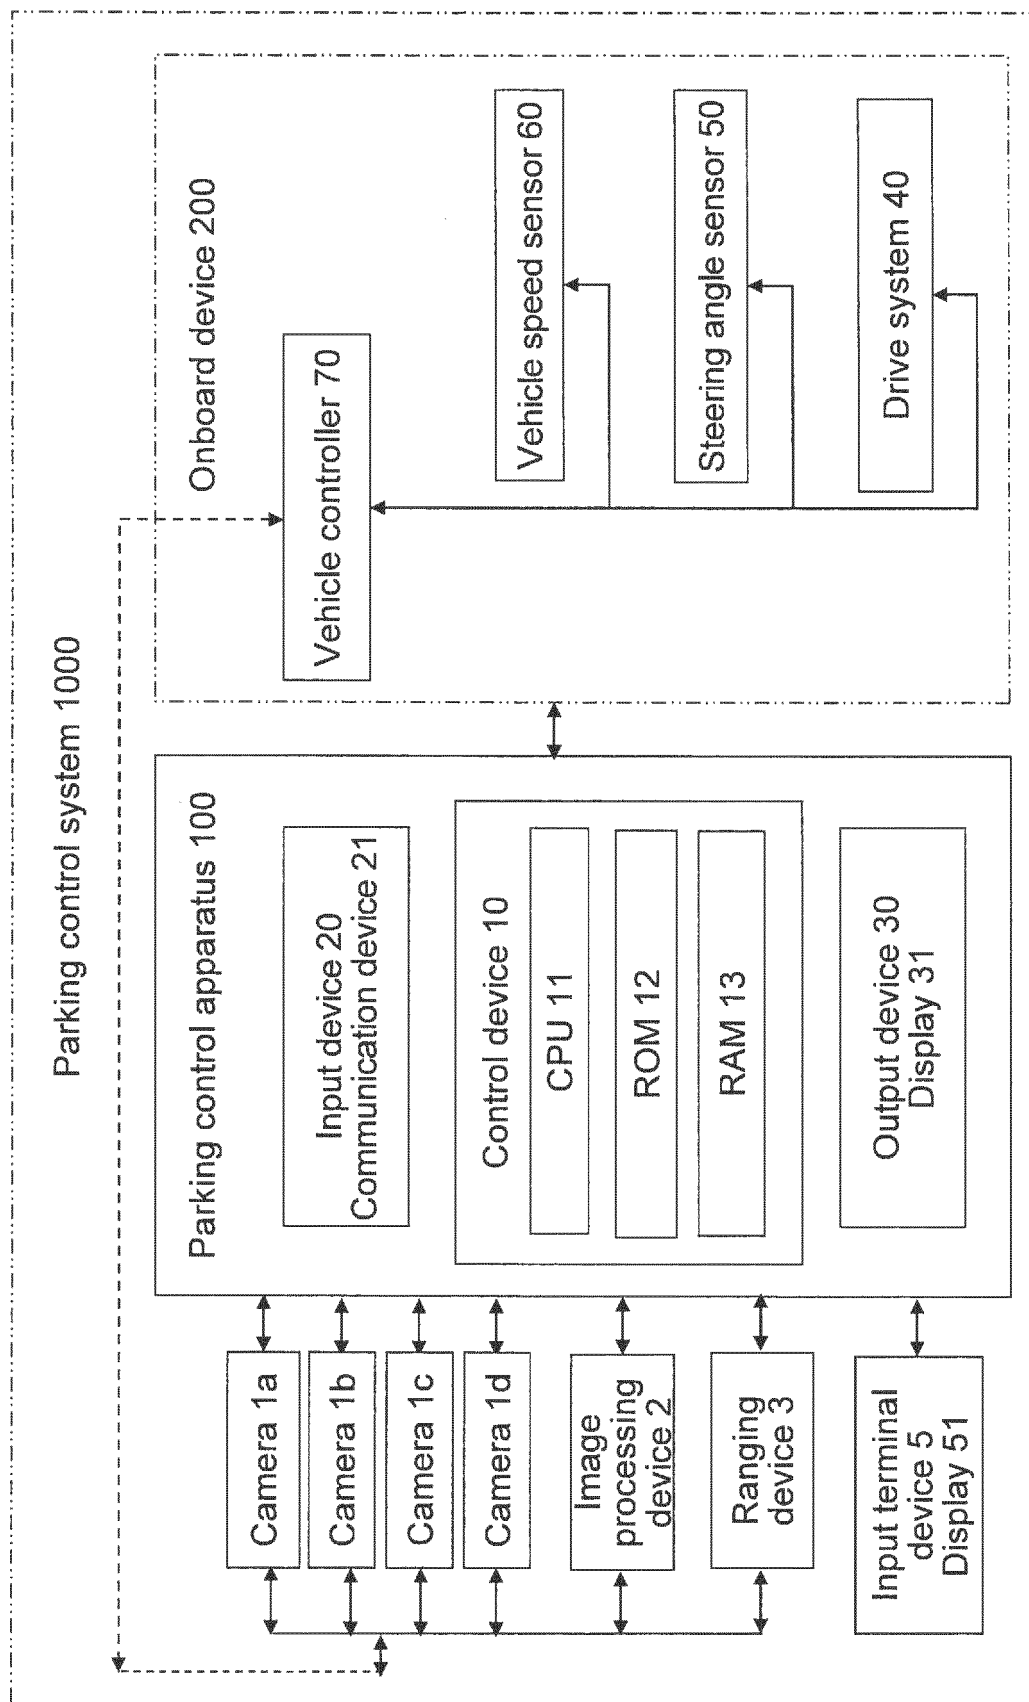 Parking control system 1000
Camera 1a
Camera 1b
Camera 1c
Camera 1d
Image
processing
device 2
Ranging
device 3
Input terminal
device 5
Display 51
Parking control apparatus 100
Input device 20
Communication device 21
Control device 10
CPU 11
ROM 12
RAM 13
Output device 30
Display 31
Onboard device 200
Vehicle controller 70
Vehicle speed sensor 60
Steering angle sensor 50
Drive system 40